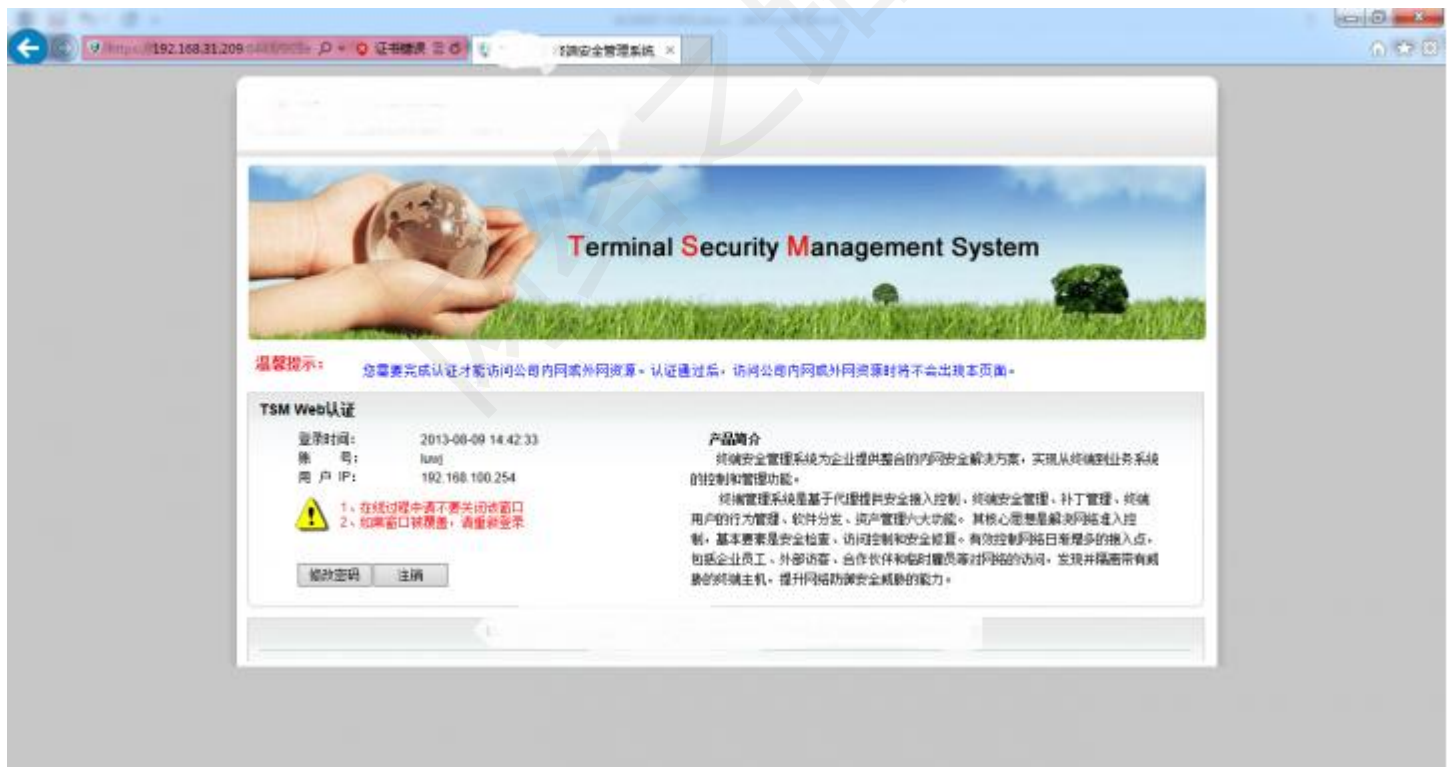 192.168.31.209
证书错误
终端安全管理系统
Terminal Security Management System
温馨提示:
您需要完成认证才能访问公司内网或外网资源。认证通过后,访问公司内网或外网资源时将不会出现本页面。
TSM Web认证
登录时间: 2013-08-09 14:42:33
账 号:
用 户 IP: 192.168.100.254
1、在线过程中请不要关闭该窗口
2、如果窗口被覆盖,请重新登录
修改密码 注销
产品简介
终端安全管理系统为企业提供整合的内网安全解决方案,实现从终端到业务系统
的控制和管理功能。
终端管理系统是基于代理提供安全接入控制、终端安全管理、补丁管理、终端
用户的行为管理、软件分发、资产管理六大功能。其核心思想是解决网络准入控
制,基本要素是安全检查、访问控制和安全修复。有效控制网络日渐增多的接入点,
包括企业员工、外部访客、合作伙伴和临时雇员等对网络的访问,发现并隔离带有威
胁的终端主机,提升网络防御安全威胁的能力。
网络之路